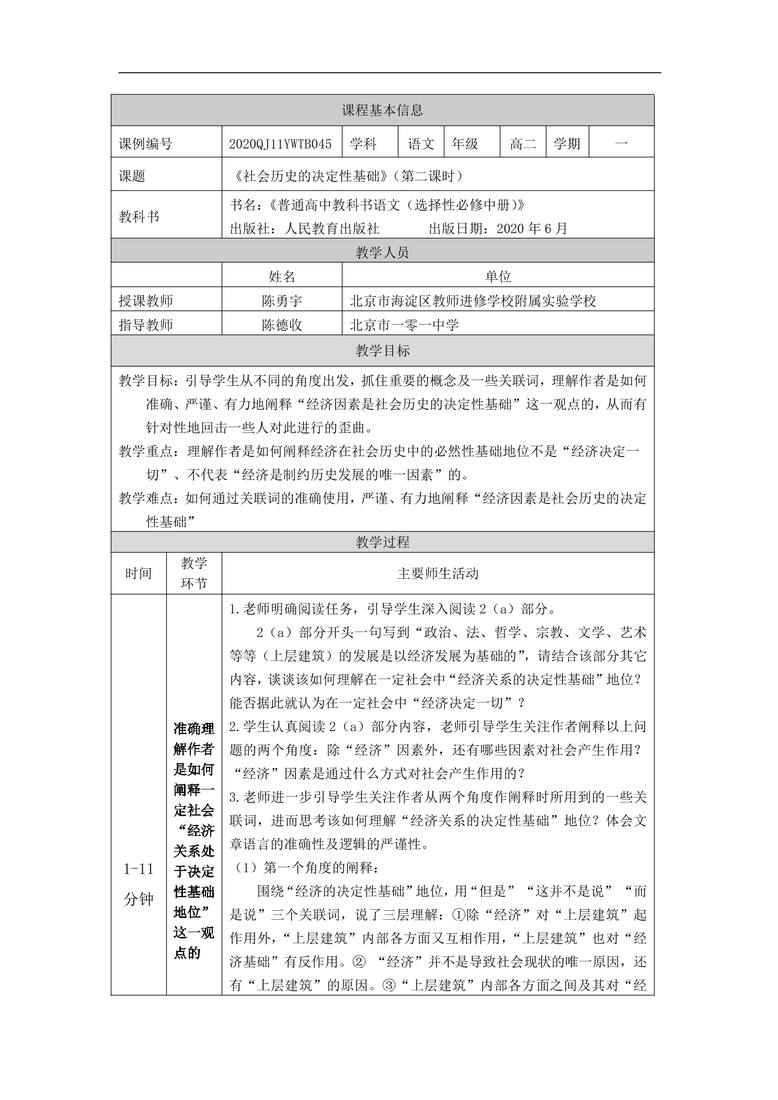 课程基本信息
课例编号 2020QJ11YWTB045 学科 语文 年级 高二 学期 一
课题 《社会历史的决定性基础》（第二课时）
教科书 书名：《普通高中教科书语文（选择性必修中册）》
出版社：人民教育出版社 出版日期：2020 年 6 月
教学人员
姓名 单位
授课教师 陈勇宇 北京市海淀区教师进修学校附属实验学校
指导教师 陈德收 北京市一零一中学
教学目标
教学目标：引导学生从不同的角度出发，抓住重要的概念及一些关联词，理解作者是如何
准确、严谨、有力地阐释“经济因素是社会历史的决定性基础”这一观点的，从而有
针对性地回击一些人对此进行的歪曲。
教学重点：理解作者是如何阐释经济在社会历史中的必然性基础地位不是“经济决定一
切”、不代表“经济是制约历史发展的唯一因素”的。
教学难点：如何通过关联词的准确使用，严谨、有力地阐释“经济因素是社会历史的决定
性基础”
教学过程
时间 教学环节 主要师生活动
1-11
分钟
准确理
解作者
是如何
阐释一
定社会
“经济
关系处
于决定
性基础
地位”
这一观
点的
1.老师明确阅读任务，引导学生深入阅读 2（a）部分。
2（a）部分开头一句写到“政治、法、哲学、宗教、文学、艺术
等等（上层建筑）的发展是以经济发展为基础的”，请结合该部分其它
内容，谈谈该如何理解在一定社会中“经济关系的决定性基础”地位？
能否据此就认为在一定社会中“经济决定一切”？
2.学生认真阅读 2（a）部分内容，老师引导学生关注作者阐释以上问
题的两个角度：除“经济”因素外，还有哪些因素对社会产生作用？
“经济”因素是通过什么方式对社会产生作用的？
3.老师进一步引导学生关注作者从两个角度作阐释时所用到的一些关
联词，进而思考该如何理解“经济关系的决定性基础”地位？体会文
章语言的准确性及逻辑的严谨性。
（1）第一个角度的阐释：
围绕“经济的决定性基础”地位，用“但是” “这并不是说” “而
是说”三个关联词，说了三层理解：①除“经济”对“上层建筑”起
作用外，“上层建筑”内部各方面又互相作用，“上层建筑”也对“经
济基础”有反作用。② “经济”并不是导致社会现状的唯一原因，还
有“上层建筑”的原因。③“上层建筑”内部各方面之间及其对“经